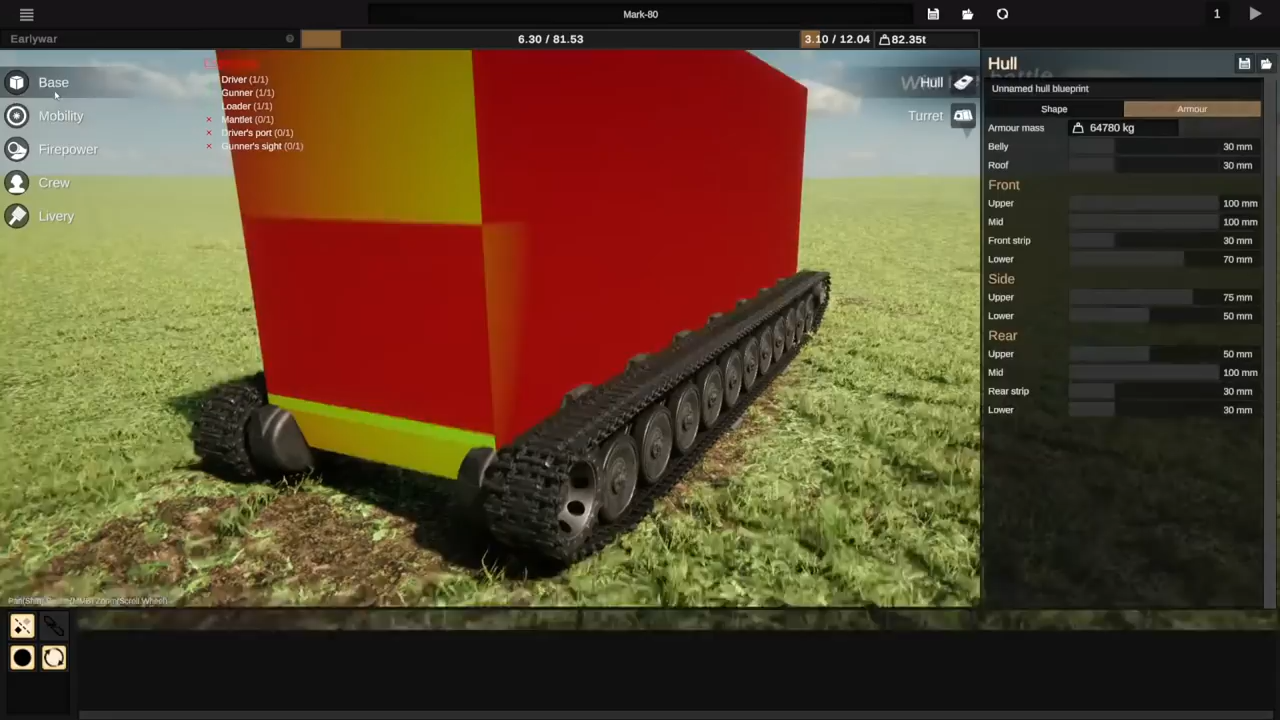 Mark-80
1
Earlywar
6.30 / 81.53
3.10 / 12.04
82.35t
Base
Mobility
Firepower
Crew
Livery
Driver (1/1)
Gunner (1/1)
Loader (1/1)
Mantlet (0/1)
Driver's port (0/1)
Gunner's sight (0/1)
Hull
Turret
Hull
Unnamed hull blueprint
Shape
Armour
Armour mass 64780 kg
Belly 30 mm
Roof 30 mm
Front
Upper 100 mm
Mid 100 mm
Front strip 30 mm
Lower 70 mm
Side
Upper 75 mm
Lower 50 mm
Rear
Upper 50 mm
Mid 100 mm
Rear strip 30 mm
Lower 30 mm